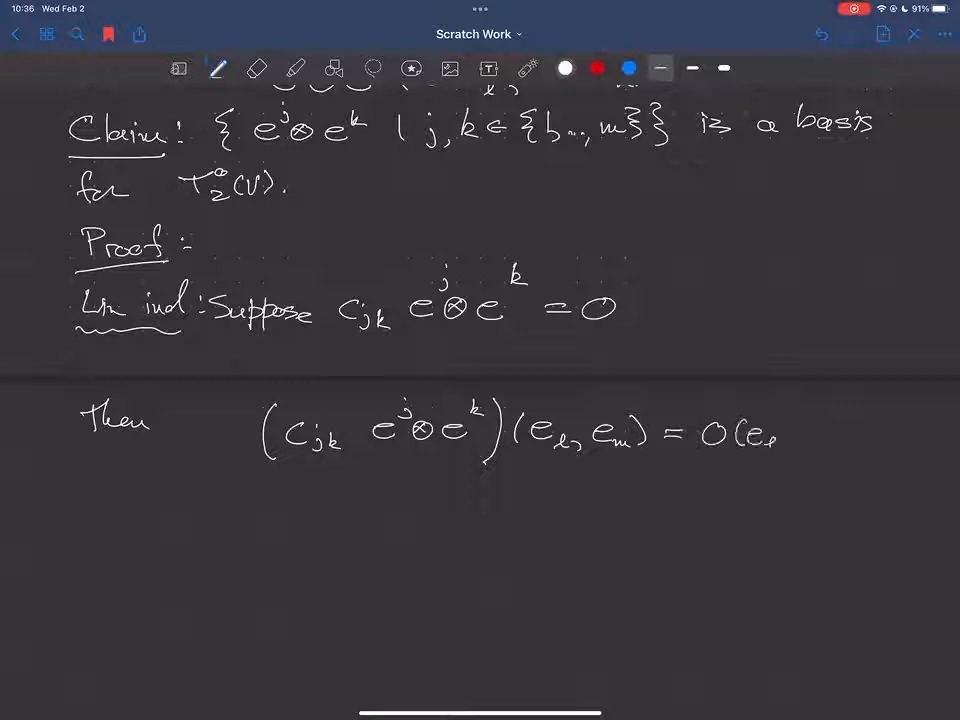 10:36 Wed Feb 2
91%
Scratch Work
Claim: { e^j ⊗ e^k | j, k ∈ {1, ..., m}} is a basis
for T^0_2(V).
Proof:
Lin ind: Suppose c_jk e^j ⊗ e^k = 0
Then (c_jk e^j ⊗ e^k)(e_l, e_m) = 0(e_l